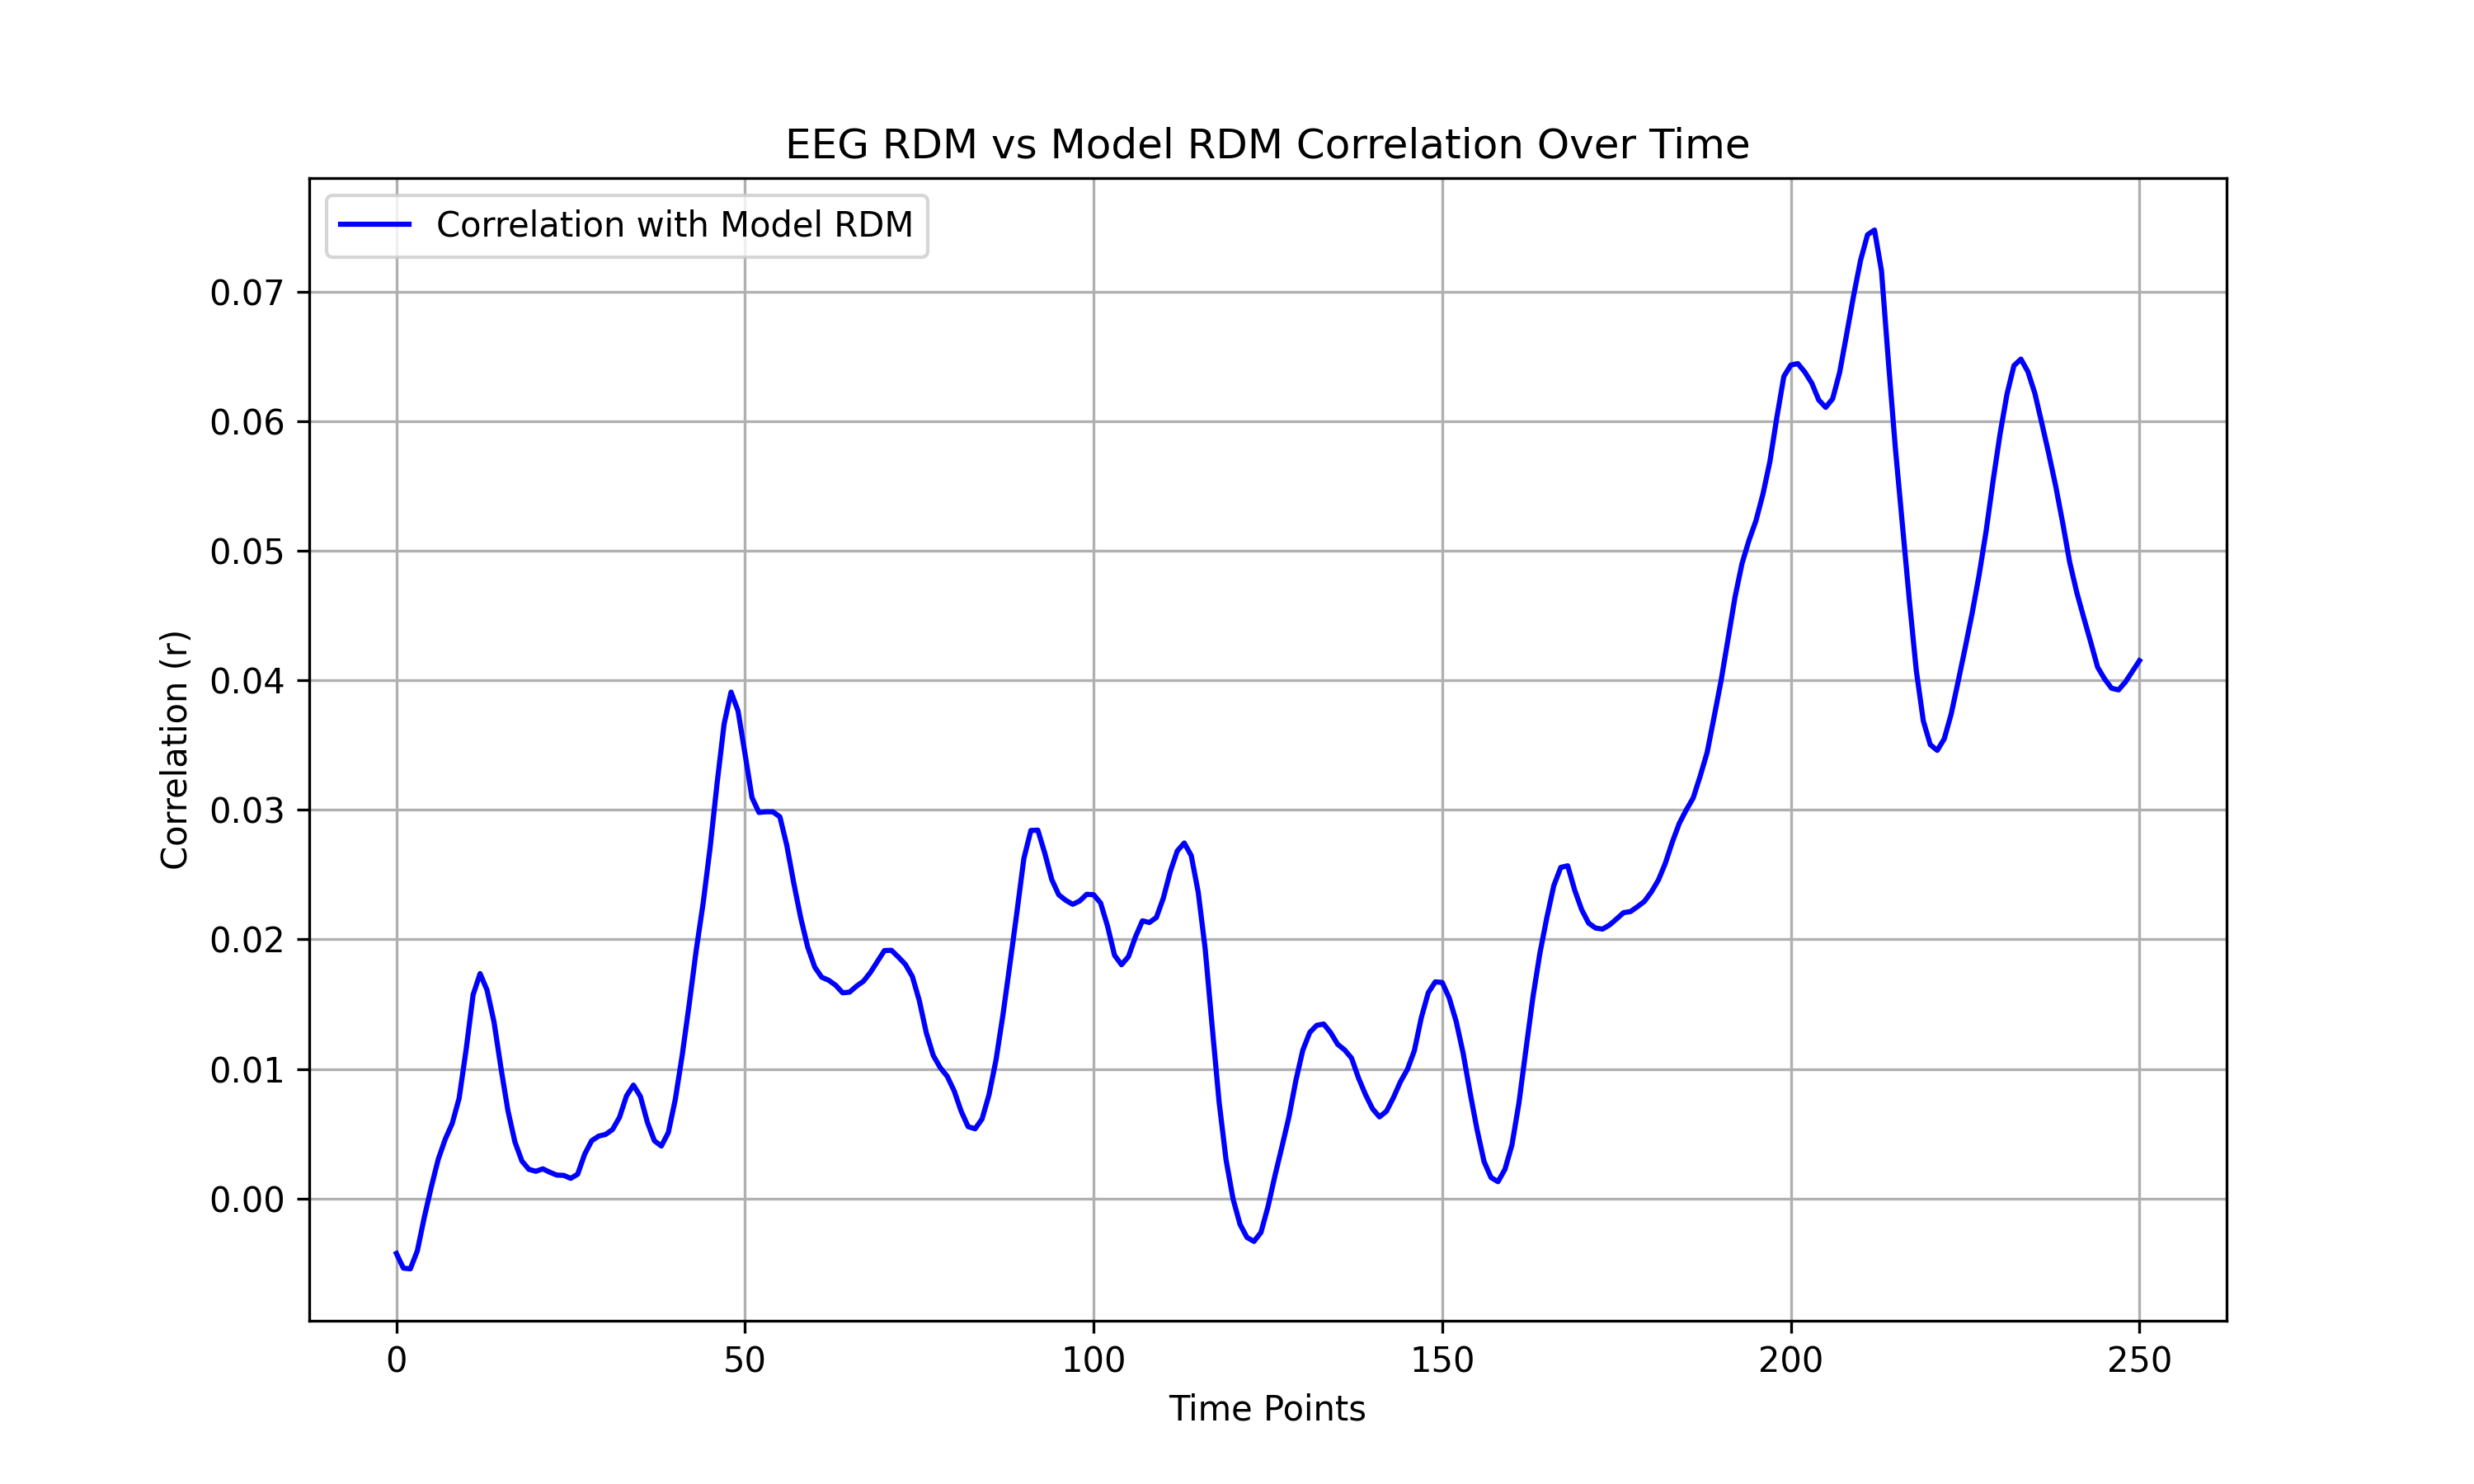 EEG RDM vs Model RDM Correlation Over Time
Correlation with Model RDM
Correlation (r)
0.07
0.06
0.05
0.04
0.03
0.02
0.01
0.00
0 50 100 150 200 250
Time Points